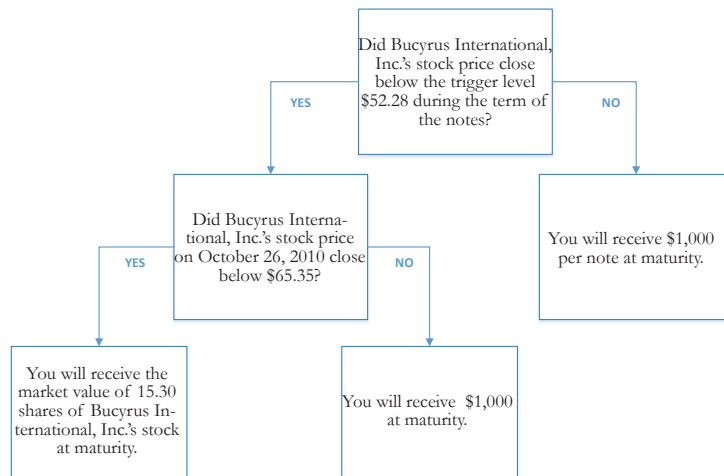 Did Bucyrus International,
Inc.'s stock price close
below the trigger level
$52.28 during the term of
the notes?
YES
NO
Did Bucyrus Interna-
tional, Inc.'s stock price
on October 26, 2010 close
below $65.35?
You will receive $1,000
per note at maturity.
YES
NO
You will receive the
market value of 15.30
shares of Bucyrus In-
ternational, Inc.'s stock
at maturity.
You will receive $1,000
at maturity.